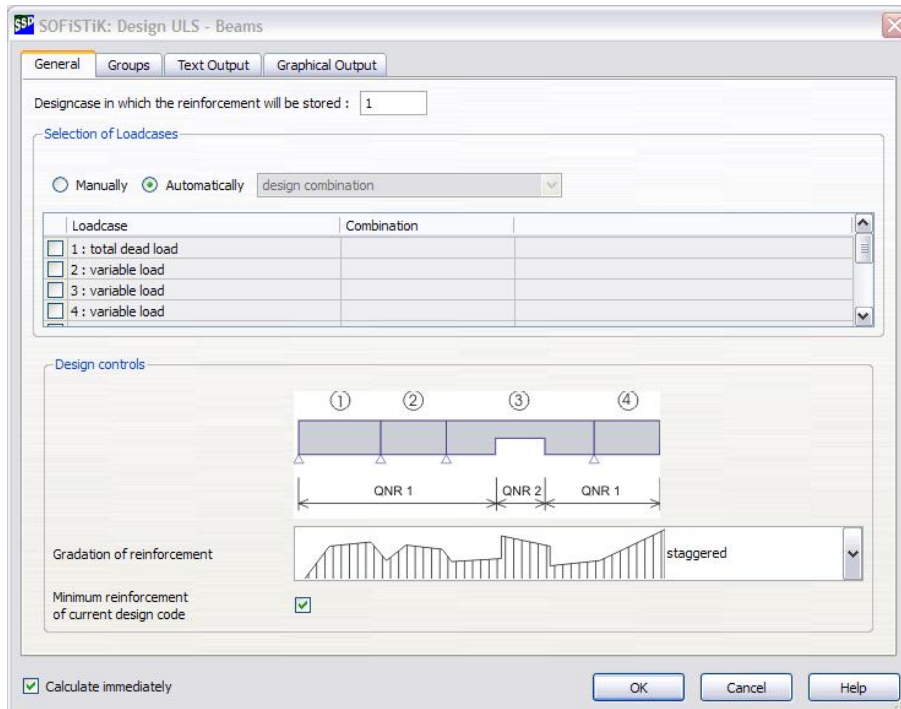 SSD SOFiSTiK: Design ULS - Beams
General Groups Text Output Graphical Output
Designcase in which the reinforcement will be stored : 1
Selection of Loadcases
Manually Automatically design combination
Loadcase Combination
1 : total dead load
2 : variable load
3 : variable load
4 : variable load
Design controls
1 2 3 4
QNR 1 QNR 2 QNR 1
Gradation of reinforcement staggered
Minimum reinforcement
of current design code
Calculate immediately OK Cancel Help